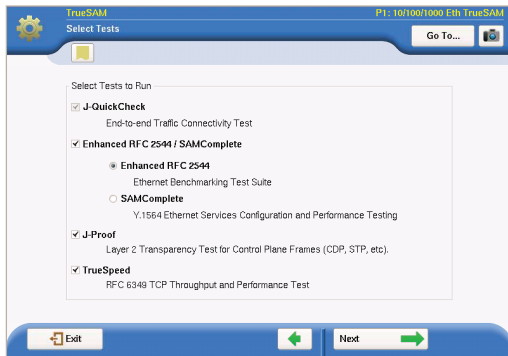 TrueSAM
P1: 10/100/1000 Eth TrueSAM
Select Tests
Go To...
Select Tests to Run
J-QuickCheck
End-to-end Traffic Connectivity Test
Enhanced RFC 2544 / SAMComplete
Enhanced RFC 2544
Ethernet Benchmarking Test Suite
SAMComplete
Y.1564 Ethernet Services Configuration and Performance Testing
J-Proof
Layer 2 Transparency Test for Control Plane Frames (CDP, STP, etc).
TrueSpeed
RFC 6349 TCP Throughput and Performance Test
Exit
Next